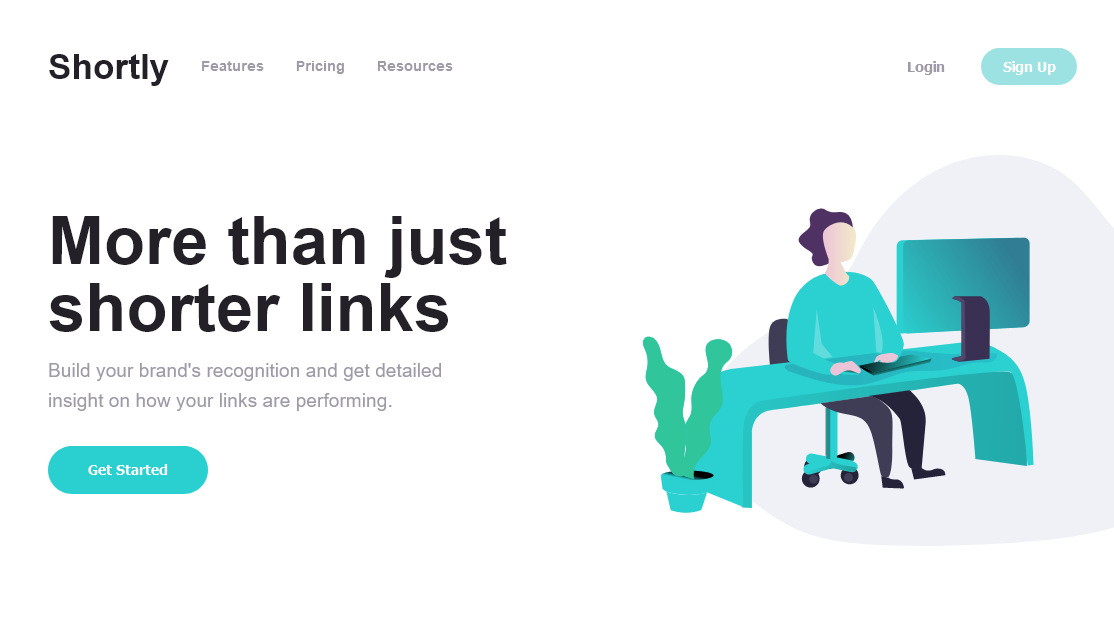 Shortly Features Pricing Resources Login Sign Up
More than just
shorter links
Build your brand's recognition and get detailed
insight on how your links are performing.
Get Started